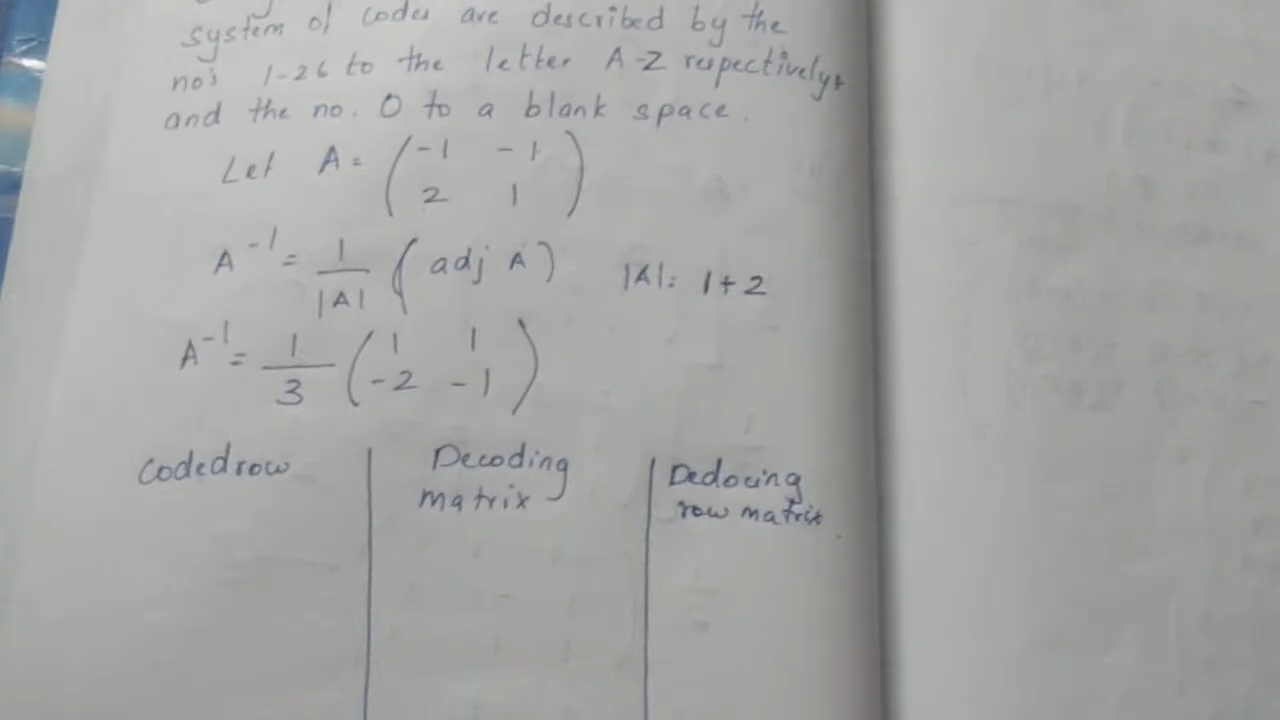 system of codes are described by the
no's 1-26 to the letter A-Z respectively,
and the no. 0 to a blank space.
Let A = ( -1 -1
2 1 )
A⁻¹ = 1/|A| ( adj A ) |A| = 1+2
A⁻¹ = 1/3 ( 1 1
-2 -1 )
Codedrow
Decoding
matrix
Dedocing
row matrix